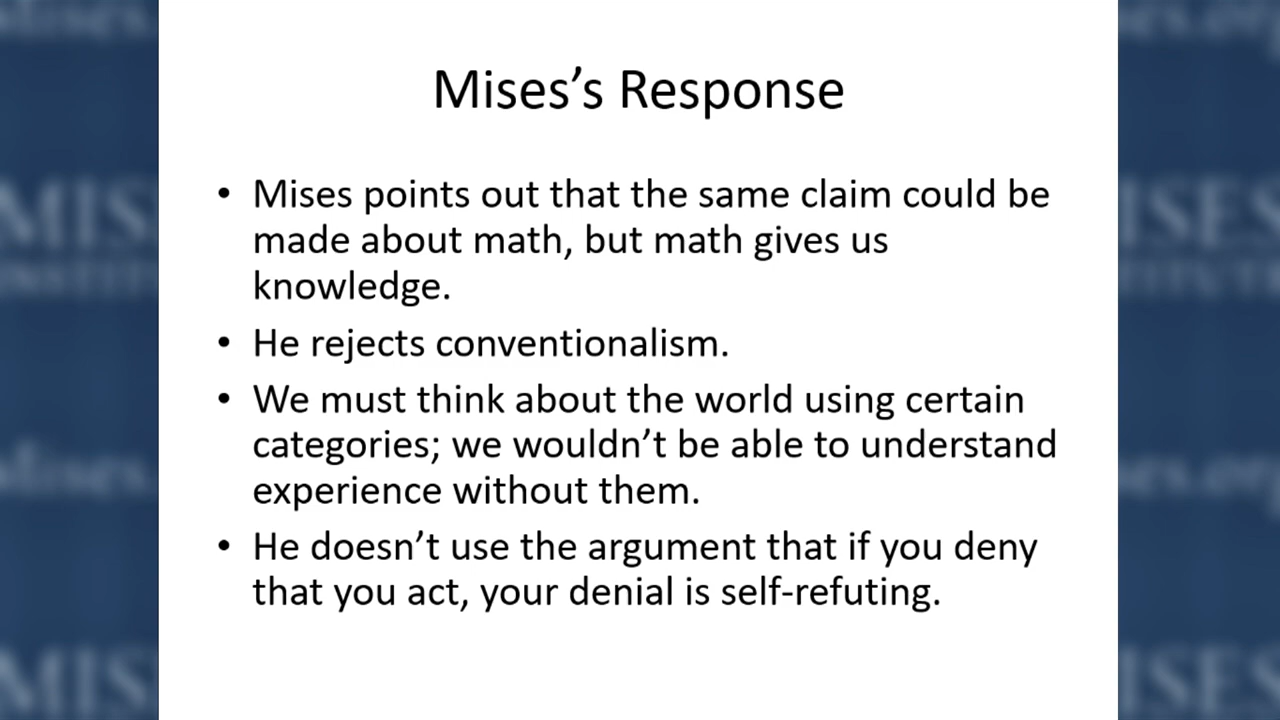 Mises’s Response
• Mises points out that the same claim could be
made about math, but math gives us
knowledge.
• He rejects conventionalism.
• We must think about the world using certain
categories; we wouldn’t be able to understand
experience without them.
• He doesn’t use the argument that if you deny
that you act, your denial is self-refuting.